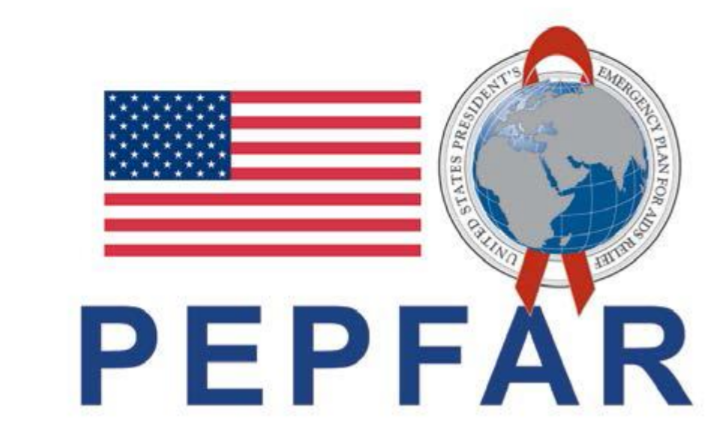 UNITED STATES PRESIDENT'S EMERGENCY PLAN FOR AIDS RELIEF
PEPFAR